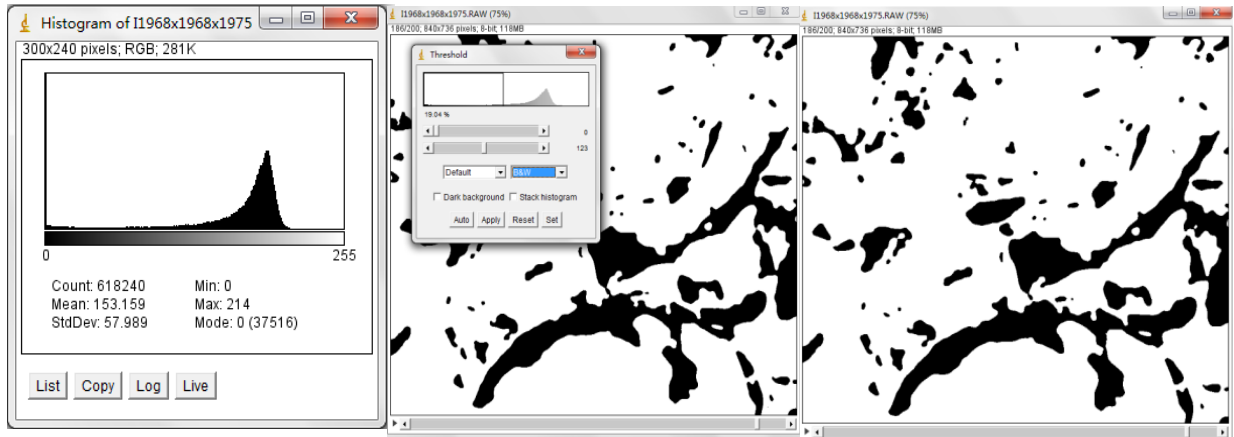 Histogram of I1968x1968x1975
300x240 pixels; RGB; 281K
0 255
Count: 618240 Min: 0
Mean: 153.159 Max: 214
StdDev: 57.989 Mode: 0 (37516)
List Copy Log Live
I1968x1968x1975.RAW (75%)
186/200; 840x736 pixels; 8-bit; 118MB
Threshold
19.04 %
0
123
Default B&W
Dark background Stack histogram
Auto Apply Reset Set
I1968x1968x1975.RAW (75%)
186/200; 840x736 pixels; 8-bit; 118MB